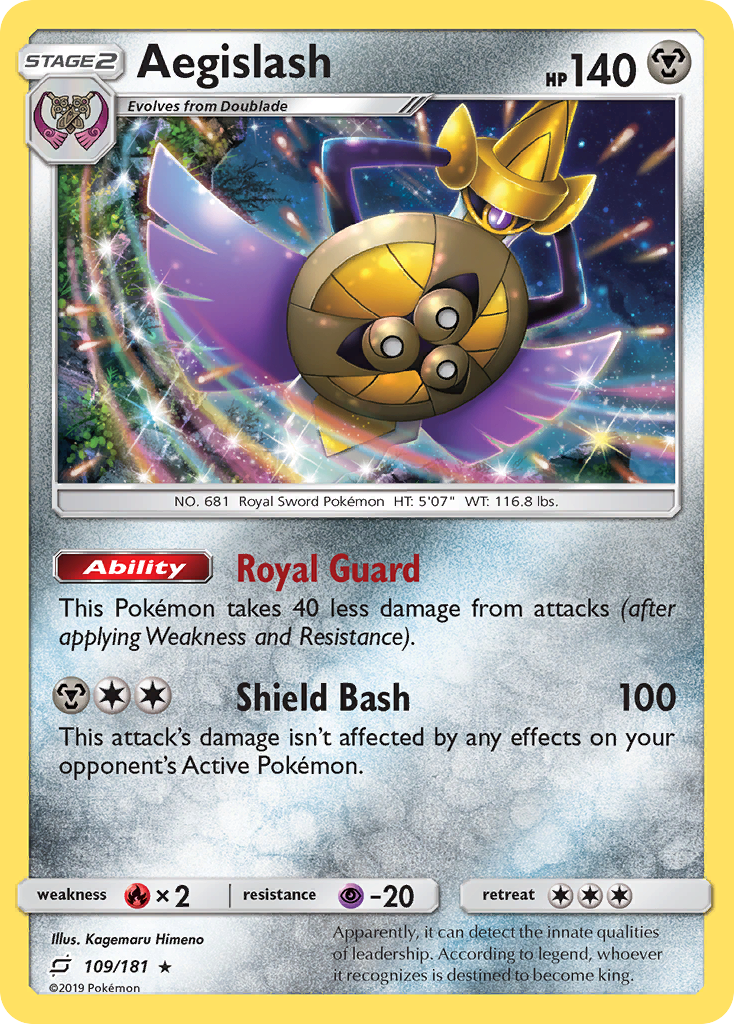 STAGE2
Aegislash
HP 140
Evolves from Doublade
NO. 681 Royal Sword Pokémon HT: 5'07" WT: 116.8 lbs.
Ability Royal Guard
This Pokémon takes 40 less damage from attacks (after
applying Weakness and Resistance).
Shield Bash 100
This attack's damage isn't affected by any effects on your
opponent's Active Pokémon.
weakness ×2 resistance -20 retreat
Illus. Kagemaru Himeno
109/181 ★
©2019 Pokémon
Apparently, it can detect the innate qualities
of leadership. According to legend, whoever
it recognizes is destined to become king.